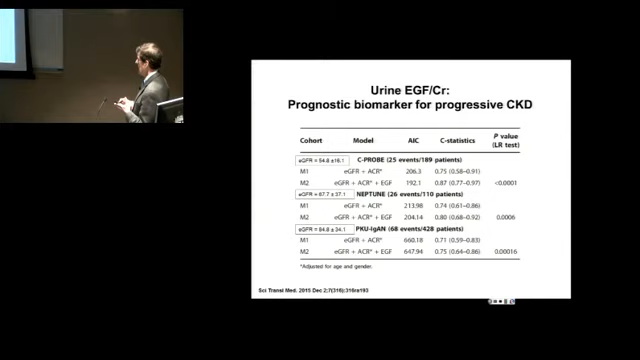 Urine EGF/Cr:
Prognostic biomarker for progressive CKD
Cohort Model AIC C-statistics P value (LR test)
eGFR = 54.8 ±16.1 C-PROBE (25 events/189 patients)
M1 eGFR + ACR* 206.3 0.75 (0.58–0.91)
M2 eGFR + ACR* + EGF 192.1 0.87 (0.77–0.97) <0.0001
eGFR = 67.7 ± 37.1 NEPTUNE (26 events/110 patients)
M1 eGFR + ACR* 213.98 0.74 (0.61–0.86)
M2 eGFR + ACR* + EGF 204.14 0.80 (0.68–0.92) 0.0006
eGFR = 84.8 ± 34.1 PKU-IgAN (68 events/428 patients)
M1 eGFR + ACR* 660.18 0.71 (0.59–0.83)
M2 eGFR + ACR* + EGF 647.94 0.75 (0.64–0.86) 0.00016
*Adjusted for age and gender.
Sci Transl Med. 2015 Dec 2;7(316):316ra193